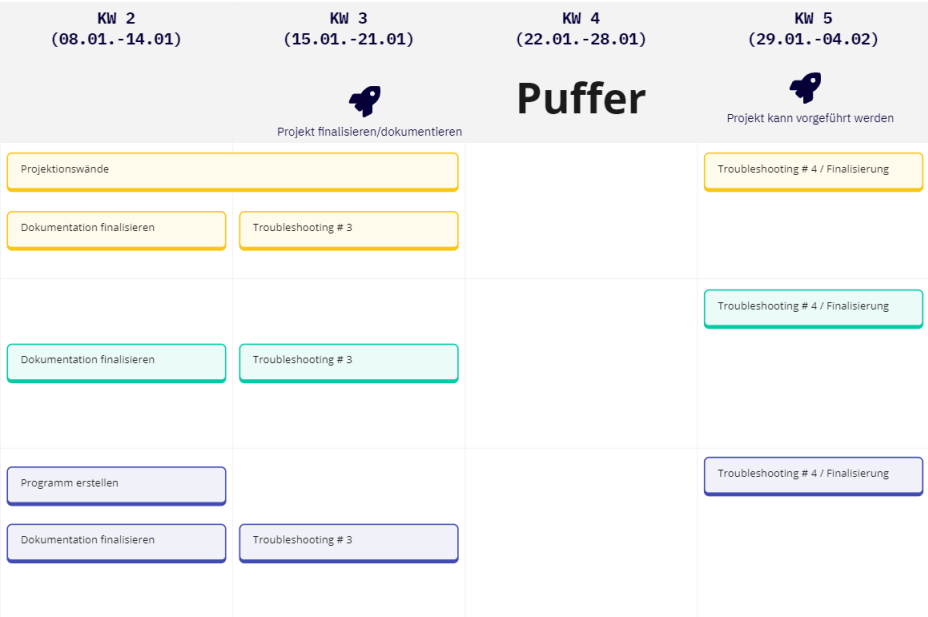 KW 2
(08.01.-14.01)
KW 3
(15.01.-21.01)
KW 4
(22.01.-28.01)
KW 5
(29.01.-04.02)
Projekt finalisieren/dokumentieren
Puffer
Projekt kann vorgeführt werden
Projektionswände
Troubleshooting # 4 / Finalisierung
Dokumentation finalisieren
Troubleshooting # 3
Troubleshooting # 4 / Finalisierung
Dokumentation finalisieren
Troubleshooting # 3
Troubleshooting # 4 / Finalisierung
Programm erstellen
Dokumentation finalisieren
Troubleshooting # 3